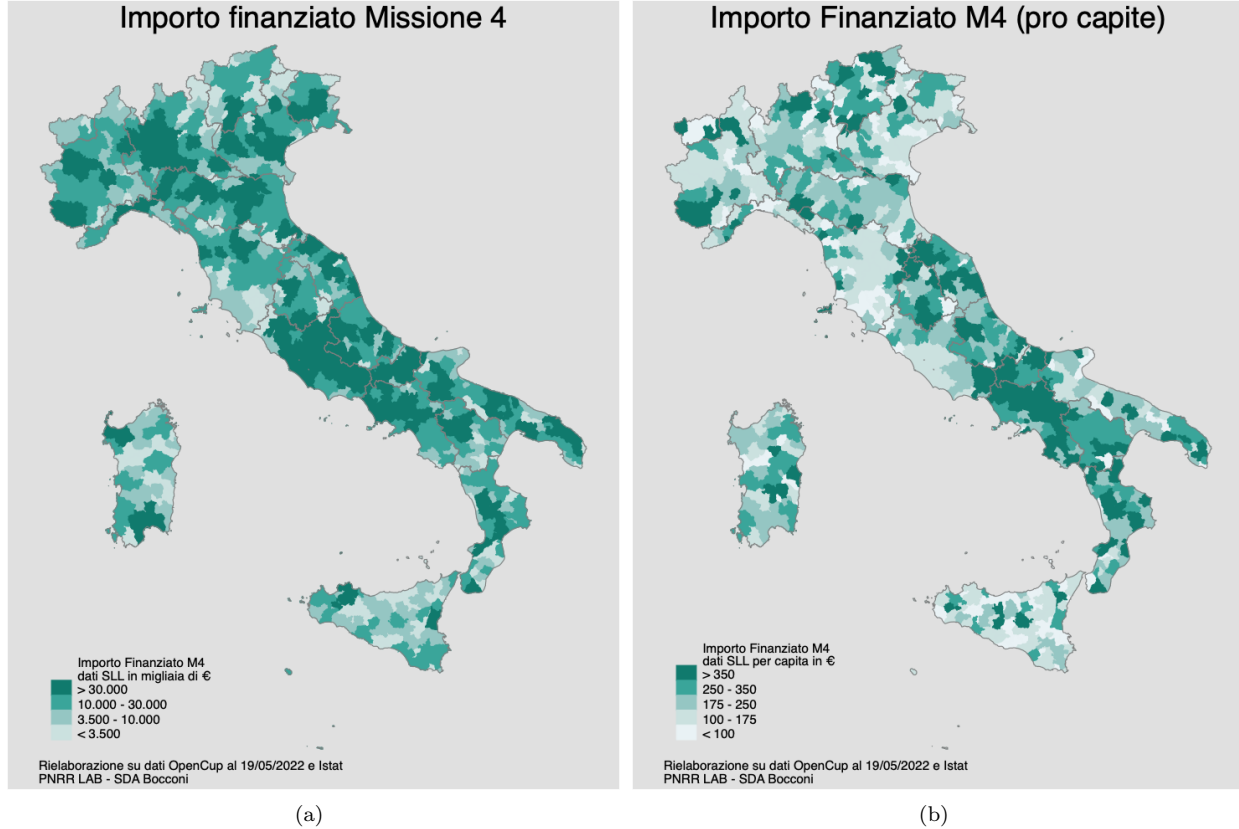 Importo finanziato Missione 4
Importo Finanziato M4
dati SLL in migliaia di €
> 30.000
10.000 - 30.000
3.500 - 10.000
< 3.500
Rielaborazione su dati OpenCup al 19/05/2022 e Istat
PNRR LAB - SDA Bocconi
(a)
Importo Finanziato M4 (pro capite)
Importo Finanziato M4
dati SLL per capita in €
> 350
250 - 350
175 - 250
100 - 175
< 100
Rielaborazione su dati OpenCup al 19/05/2022 e Istat
PNRR LAB - SDA Bocconi
(b)